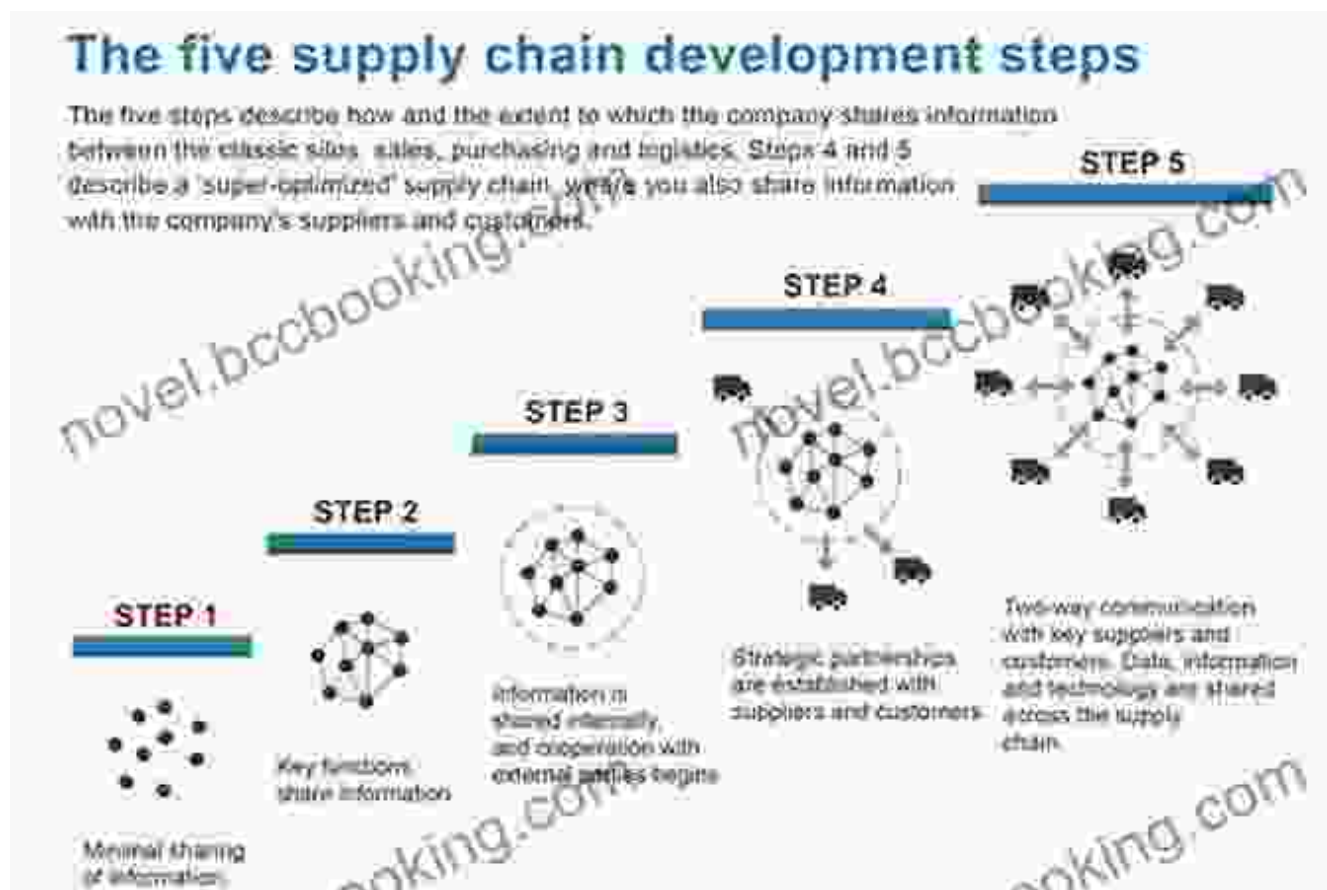 The five supply chain development steps
The five steps describe how and the extent to which the company shares information
between the classic silos sales, purchasing and logistics. Steps 4 and 5
describe a 'super-optimized' supply chain, where you also share information
with the company's suppliers and customers.
STEP 1
Minimal sharing
of information.
STEP 2
Key functions
share information
STEP 3
Information is
shared internally,
and cooperation with
external parties begins
STEP 4
Strategic partnerships
are established with
suppliers and customers
STEP 5
Two-way communication
with key suppliers and
customers. Data, information
and technology are shared
across the supply
chain.
novel.bccbooking.com
novel.bccbooking.com
oking.com
oking.com